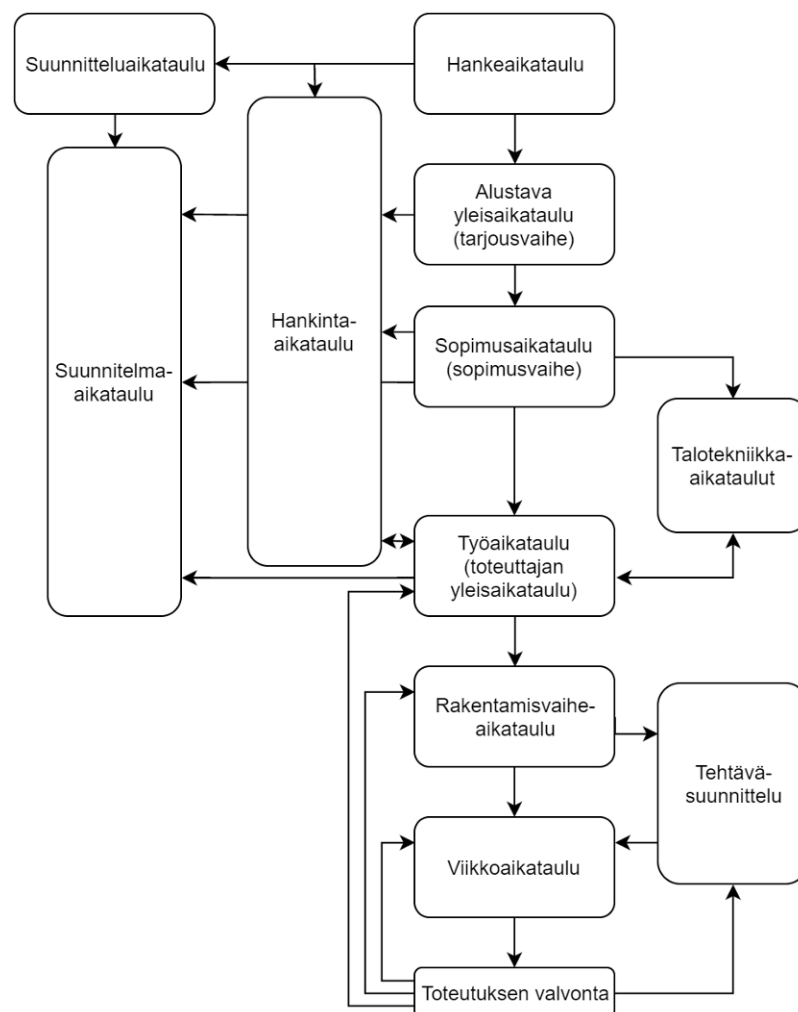 Suunnitteluaikataulu
Hankeaikataulu
Alustava
yleisaikataulu
(tarjousvaihe)
Hankinta-
aikataulu
Sopimusaikataulu
(sopimusvaihe)
Suunnitelma-
aikataulu
Talotekniikka-
aikataulut
Työaikataulu
(toteuttajan
yleisaikataulu)
Rakentamisvaihe-
aikataulu
Tehtävä-
suunnittelu
Viikkoaikataulu
Toteutuksen valvonta